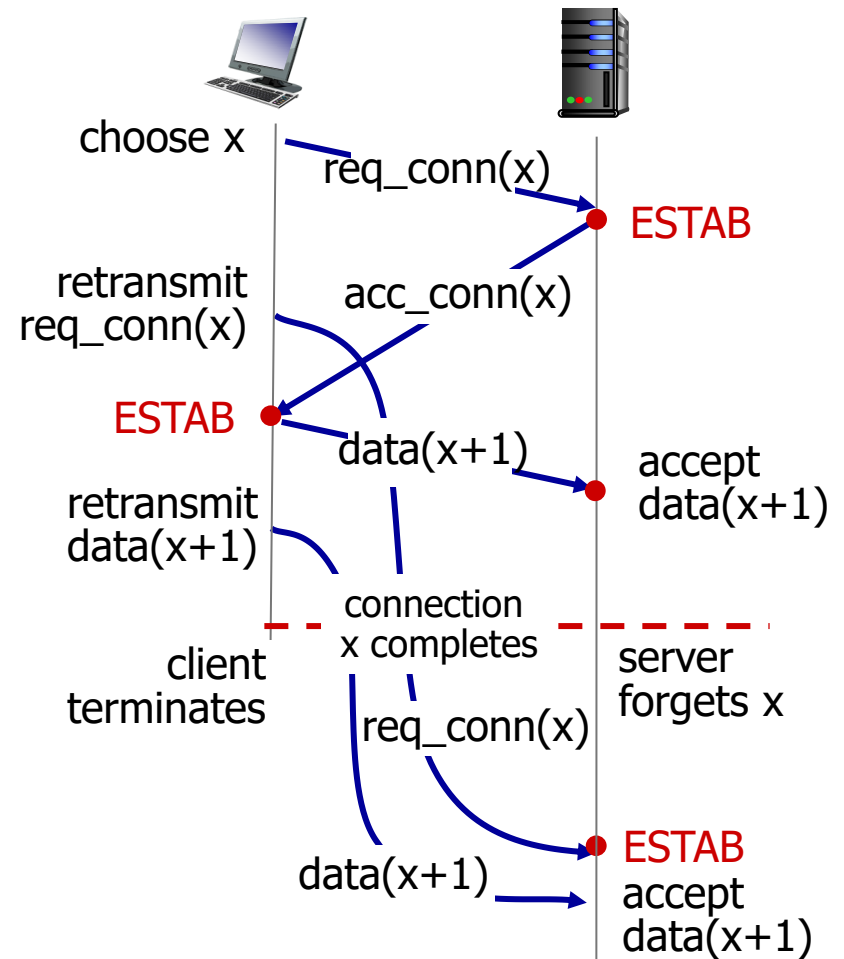 choose x
req_conn(x)
ESTAB
retransmit
req_conn(x)
acc_conn(x)
ESTAB
data(x+1)
accept
data(x+1)
retransmit
data(x+1)
connection
x completes
client
terminates
server
forgets x
req_conn(x)
ESTAB
data(x+1)
accept
data(x+1)